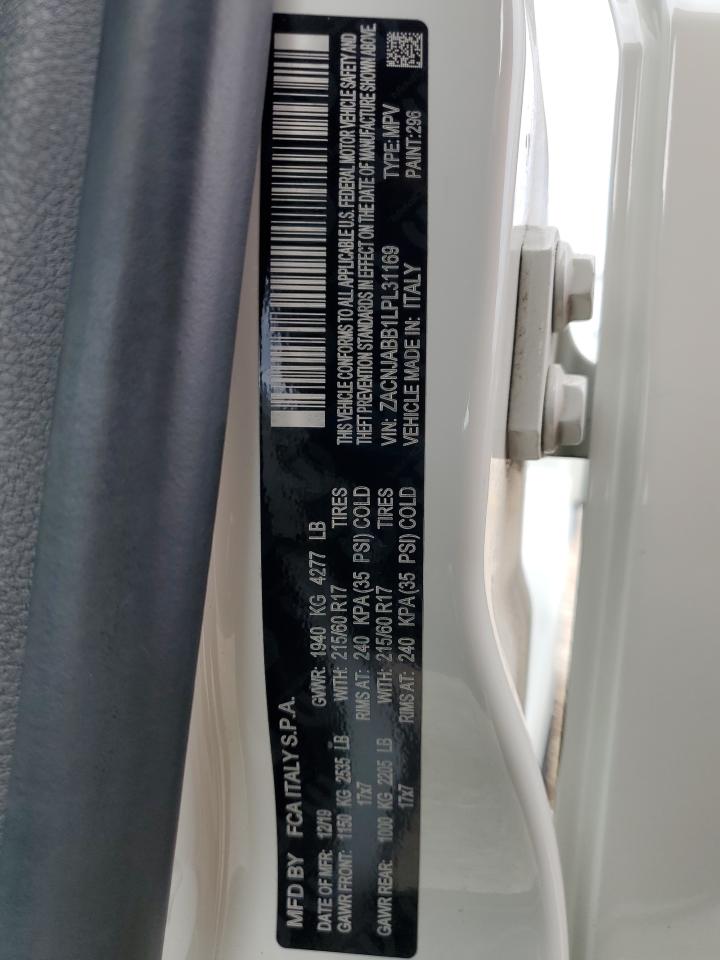 MFD BY FCA ITALY S.P.A.
DATE OF MFR: 12/19 GVWR: 1940 KG 4277 LB
GAWR FRONT: 1150 KG 2535 LB WITH: 215/60 R17 TIRES
17x7 RIMS AT: 240 KPA (35 PSI) COLD
GAWR REAR: 1000 KG 2205 LB WITH: 215/60 R17 TIRES
17x7 RIMS AT: 240 KPA (35 PSI) COLD
THIS VEHICLE CONFORMS TO ALL APPLICABLE U.S. FEDERAL MOTOR VEHICLE SAFETY AND
THEFT PREVENTION STANDARDS IN EFFECT ON THE DATE OF MANUFACTURE SHOWN ABOVE.
VIN: ZACNJABB1LPL31169 TYPE: MPV
VEHICLE MADE IN: ITALY PAINT: 296